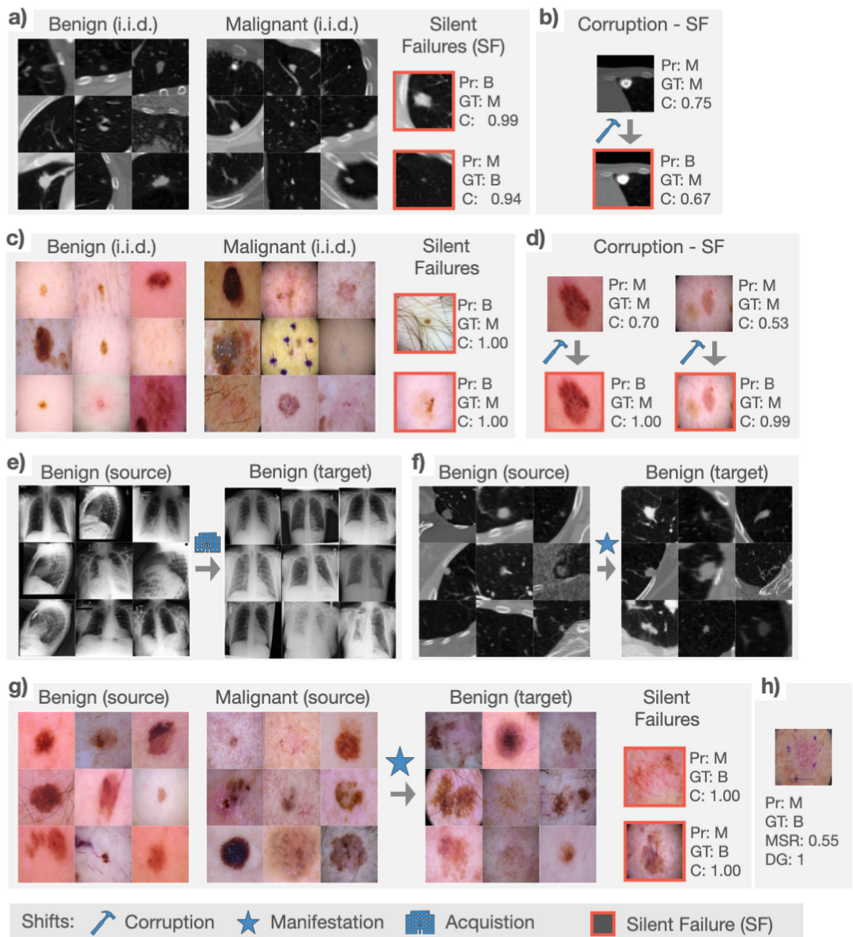 a)
Benign (i.i.d.)
Malignant (i.i.d.)
Silent
Failures (SF)
Pr: B
GT: M
C: 0.99
Pr: M
GT: B
C: 0.94
b)
Corruption - SF
Pr: M
GT: M
C: 0.75
Pr: B
GT: M
C: 0.67
c)
Benign (i.i.d.)
Malignant (i.i.d.)
Silent
Failures
Pr: B
GT: M
C: 1.00
Pr: B
GT: M
C: 1.00
d)
Corruption - SF
Pr: M
GT: M
C: 0.70
Pr: M
GT: M
C: 0.53
Pr: B
GT: M
C: 1.00
Pr: B
GT: M
C: 0.99
e)
Benign (source)
Benign (target)
f)
Benign (source)
Benign (target)
g)
Benign (source)
Malignant (source)
Benign (target)
Silent
Failures
Pr: M
GT: B
C: 1.00
Pr: M
GT: B
C: 1.00
h)
Pr: M
GT: B
MSR: 0.55
DG: 1
Shifts: Corruption Manifestation Acquistion Silent Failure (SF)